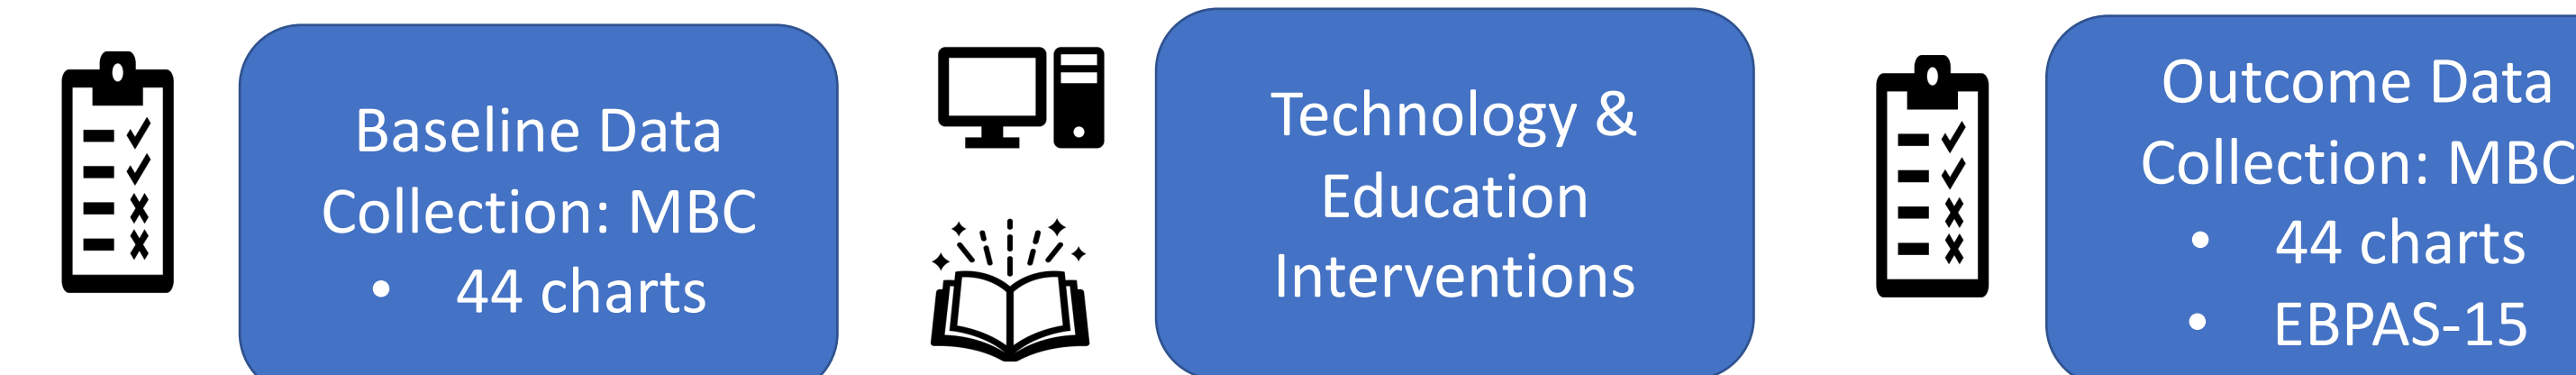 Baseline Data
Collection: MBC
• 44 charts
Technology &
Education
Interventions
Outcome Data
Collection: MBC
• 44 charts
• EBPAS-15